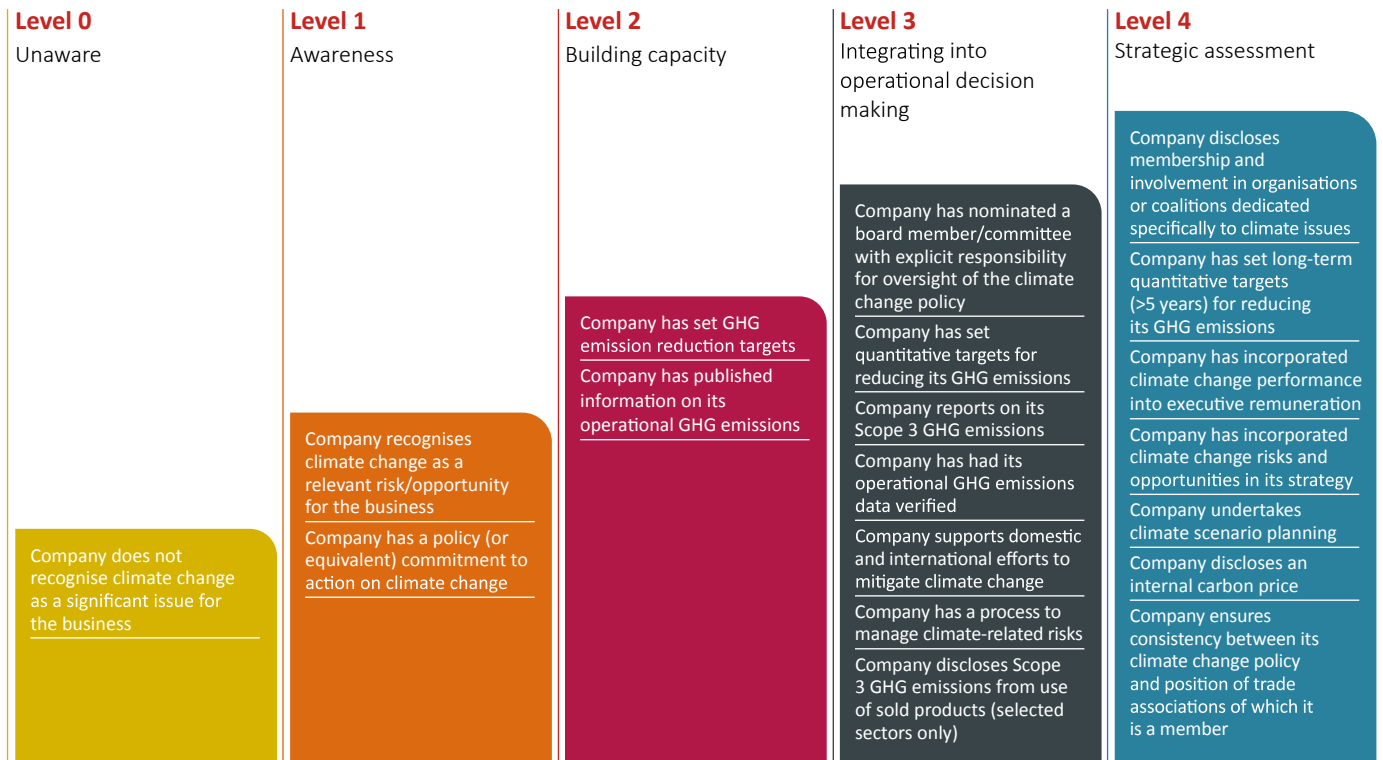 Level 0
Unaware
Company does not
recognise climate change
as a significant issue for
the business
Level 1
Awareness
Company recognises
climate change as a
relevant risk/opportunity
for the business
Company has a policy (or
equivalent) commitment to
action on climate change
Level 2
Building capacity
Company has set GHG
emission reduction targets
Company has published
information on its
operational GHG emissions
Level 3
Integrating into
operational decision
making
Company has nominated a
board member/committee
with explicit responsibility
for oversight of the climate
change policy
Company has set
quantitative targets for
reducing its GHG emissions
Company reports on its
Scope 3 GHG emissions
Company has had its
operational GHG emissions
data verified
Company supports domestic
and international efforts to
mitigate climate change
Company has a process to
manage climate-related risks
Company discloses Scope
3 GHG emissions from use
of sold products (selected
sectors only)
Level 4
Strategic assessment
Company discloses
membership and
involvement in organisations
or coalitions dedicated
specifically to climate issues
Company has set long-term
quantitative targets
(>5 years) for reducing
its GHG emissions
Company has incorporated
climate change performance
into executive remuneration
Company has incorporated
climate change risks and
opportunities in its strategy
Company undertakes
climate scenario planning
Company discloses an
internal carbon price
Company ensures
consistency between its
climate change policy
and position of trade
associations of which it
is a member